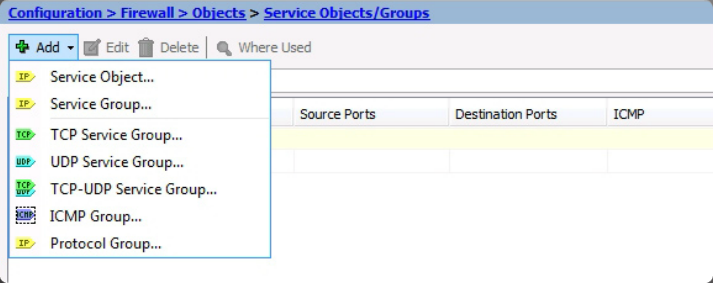 Configuration > Firewall > Objects > Service Objects/Groups
Add Edit Delete Where Used
IP Service Object...
IP Service Group...
Source Ports Destination Ports ICMP
TCP TCP Service Group...
UDP UDP Service Group...
TCP UDP TCP-UDP Service Group...
ICMP ICMP Group...
IP Protocol Group...